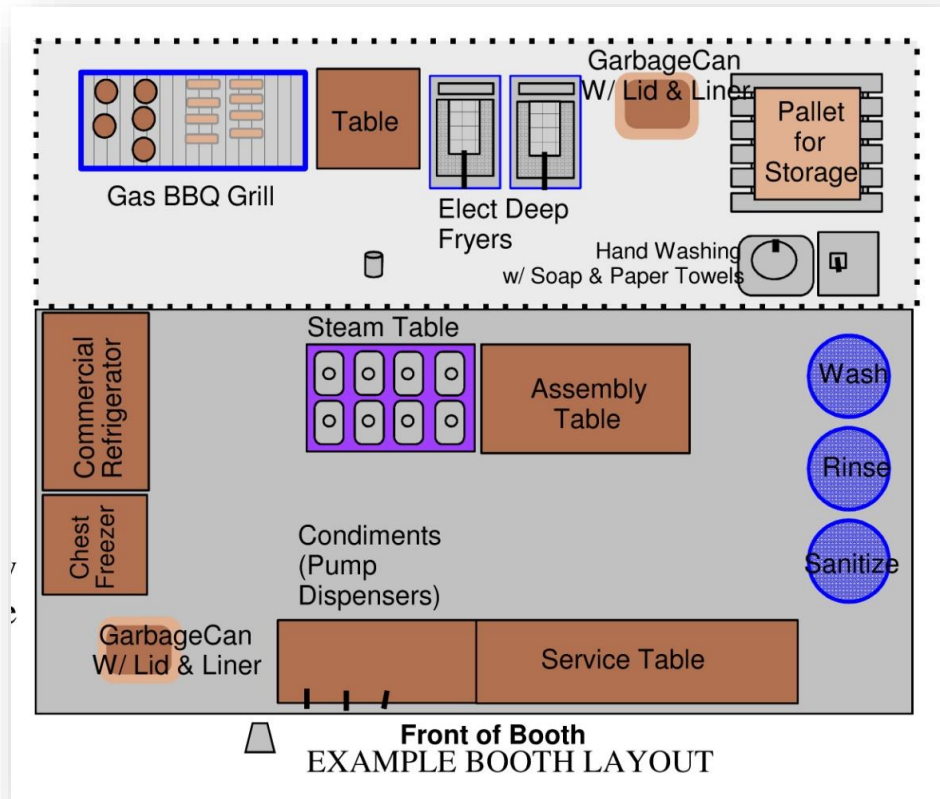 GarbageCan
W/ Lid & Liner
Table
Pallet
for
Storage
Gas BBQ Grill
Elect Deep
Fryers
Hand Washing
w/ Soap & Paper Towels
Commercial
Refrigerator
Steam Table
Assembly
Table
Wash
Rinse
Sanitize
Chest
Freezer
Condiments
(Pump
Dispensers)
GarbageCan
W/ Lid & Liner
Service Table
Front of Booth
EXAMPLE BOOTH LAYOUT